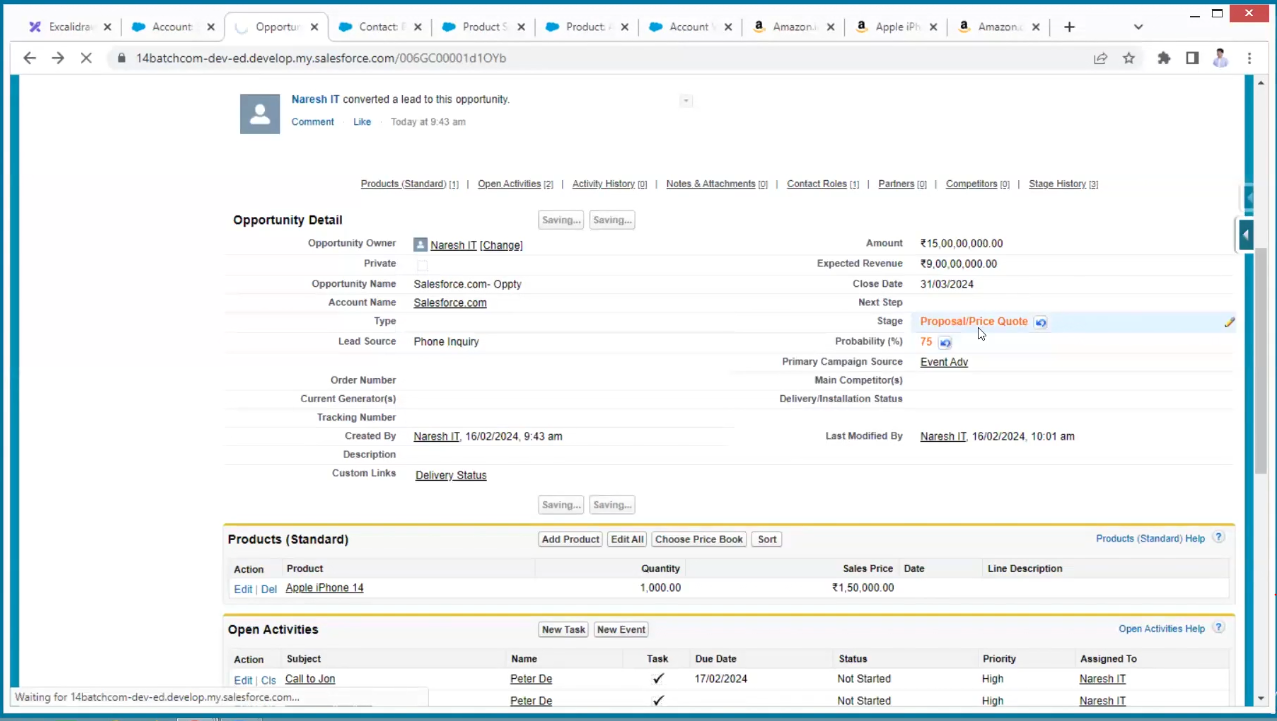 Excalidraw
Account:
Opportun
Contact:
Product S
Product:
Account V
Amazon.i
Apple iPh
Amazon.
14batchcom-dev-ed.develop.my.salesforce.com/006GC00001d1OYb
Naresh IT converted a lead to this opportunity.
Comment · Like · Today at 9:43 am
Products (Standard) [1] | Open Activities [2] | Activity History [0] | Notes & Attachments [0] | Contact Roles [1] | Partners [0] | Competitors [0] | Stage History [3]
Opportunity Detail Saving... Saving...
Opportunity Owner Naresh IT [Change] Amount ₹15,00,00,000.00
Private Expected Revenue ₹9,00,00,000.00
Opportunity Name Salesforce.com- Oppty Close Date 31/03/2024
Account Name Salesforce.com Next Step
Type Stage Proposal/Price Quote
Lead Source Phone Inquiry Probability (%) 75
Primary Campaign Source Event Adv
Order Number Main Competitor(s)
Current Generator(s) Delivery/Installation Status
Tracking Number
Created By Naresh IT, 16/02/2024, 9:43 am Last Modified By Naresh IT, 16/02/2024, 10:01 am
Description
Custom Links Delivery Status
Saving... Saving...
Products (Standard) Add Product Edit All Choose Price Book Sort Products (Standard) Help ?
Action Product Quantity Sales Price Date Line Description
Edit | Del Apple iPhone 14 1,000.00 ₹1,50,000.00
Open Activities New Task New Event Open Activities Help ?
Action Subject Name Task Due Date Status Priority Assigned To
Edit | Cls Call to Jon Peter De ✓ 17/02/2024 Not Started High Naresh IT
Peter De ✓ Not Started High Naresh IT
Waiting for 14batchcom-dev-ed.develop.my.salesforce.com...